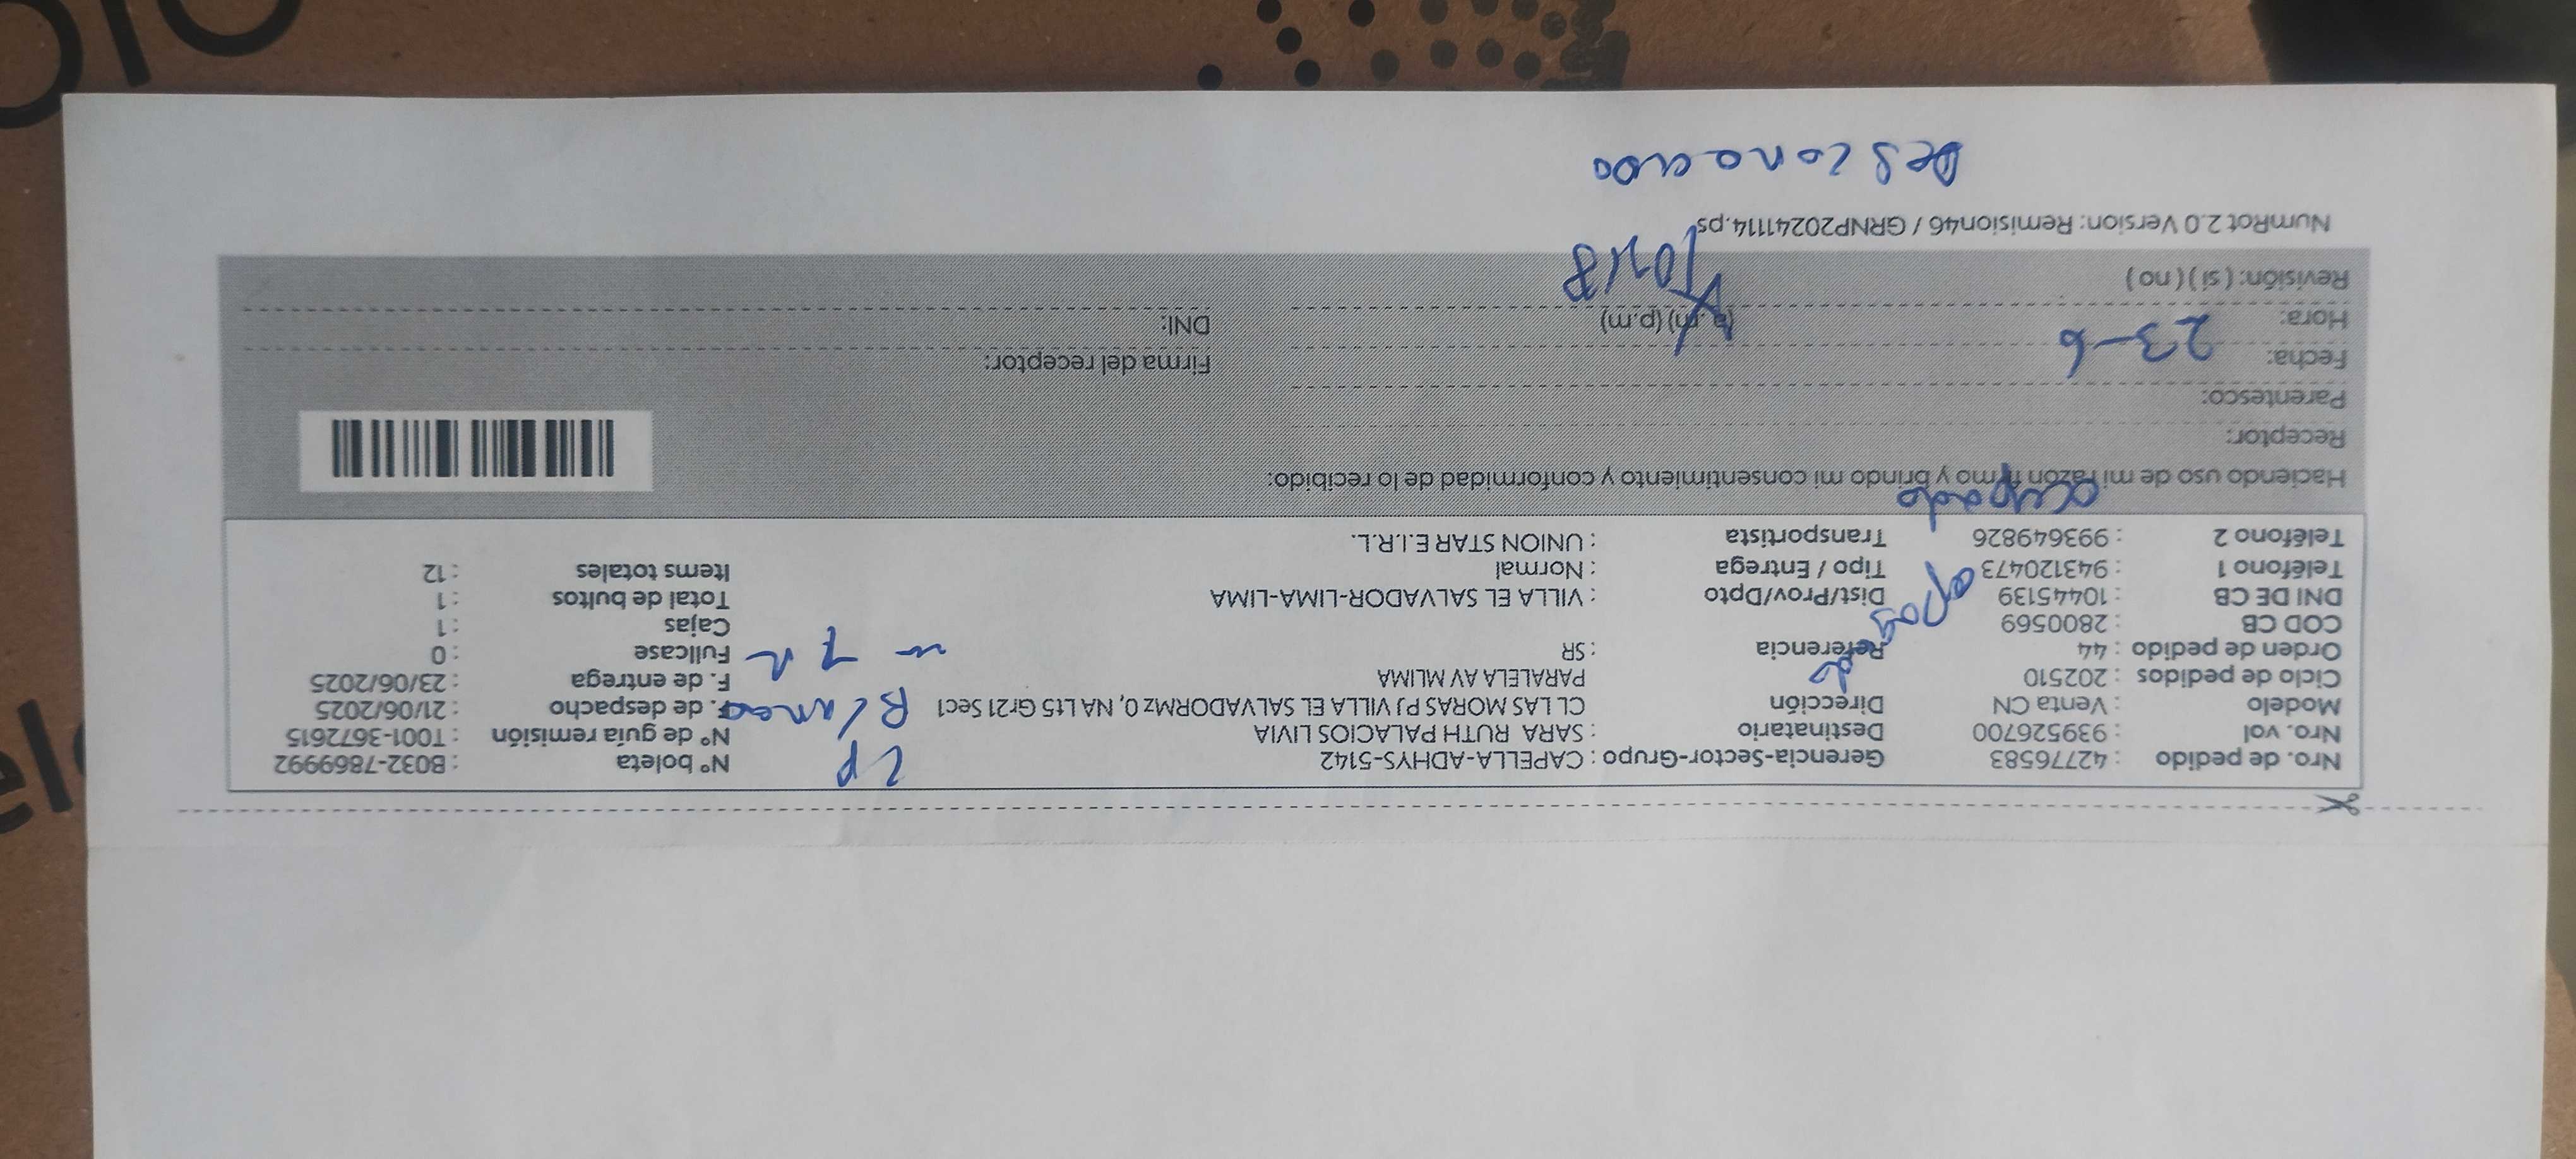 Nro. de pedido : 42776583 Gerencia-Sector-Grupo : CAPELLA-ADHYS-5142 N° boleta : B032-7869992
Nro. vol : 939526700 Destinatario : SARA RUTH PALACIOS LIVIA N° de guía remisión : T001-3672615
Modelo : Venta CN Dirección CL LAS MORAS PJ VILLA EL SALVADORMz 0, NA Lt5 Gr21 Sec1 F. de despacho : 21/06/2025
Ciclo de pedidos : 202510 PARALELA AV MLIMA F. de entrega : 23/06/2025
Orden de pedido : 44 Referencia : SR Fullcase : 0
COD CB : 2800569 Cajas : 1
DNI DE CB : 10445139 Dist/Prov/Dpto : VILLA EL SALVADOR-LIMA-LIMA Total de bultos : 1
Teléfono 1 : 943120473 Tipo / Entrega : Normal Items totales : 12
Teléfono 2 : 993649826 Transportista : UNION STAR E.I.R.L.
LP
Blanca
apagado
ocupado
Haciendo uso de mi razón firmo y brindo mi consentimiento y conformidad de lo recibido:
Receptor:
Parentesco:
Fecha: 23-6 Firma del receptor:
Hora: (a.m) (p.m) DNI:
Revisión: ( sí ) ( no )
NumRot 2.0 Version: Remision46 / GRNP20241114.ps
Desconocido